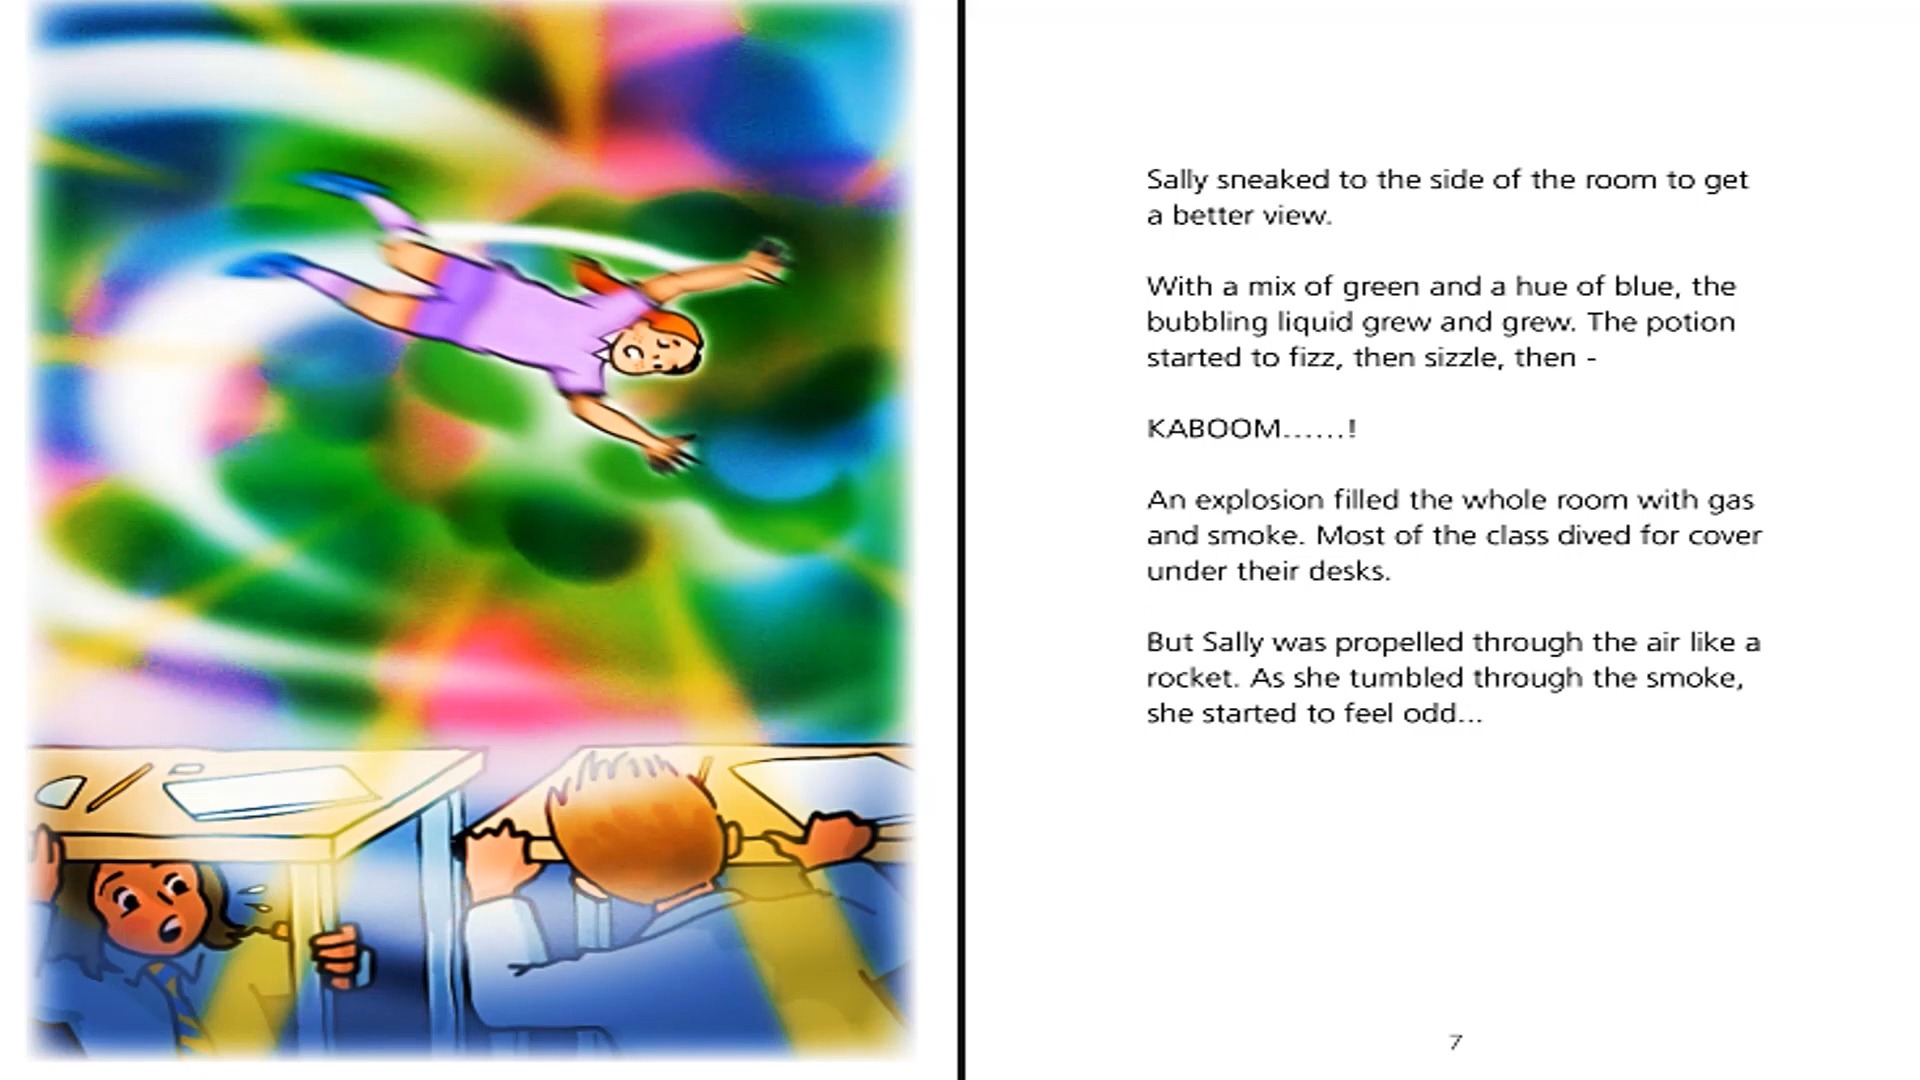 Sally sneaked to the side of the room to get
a better view.
With a mix of green and a hue of blue, the
bubbling liquid grew and grew. The potion
started to fizz, then sizzle, then -
KABOOM......!
An explosion filled the whole room with gas
and smoke. Most of the class dived for cover
under their desks.
But Sally was propelled through the air like a
rocket. As she tumbled through the smoke,
she started to feel odd...
7